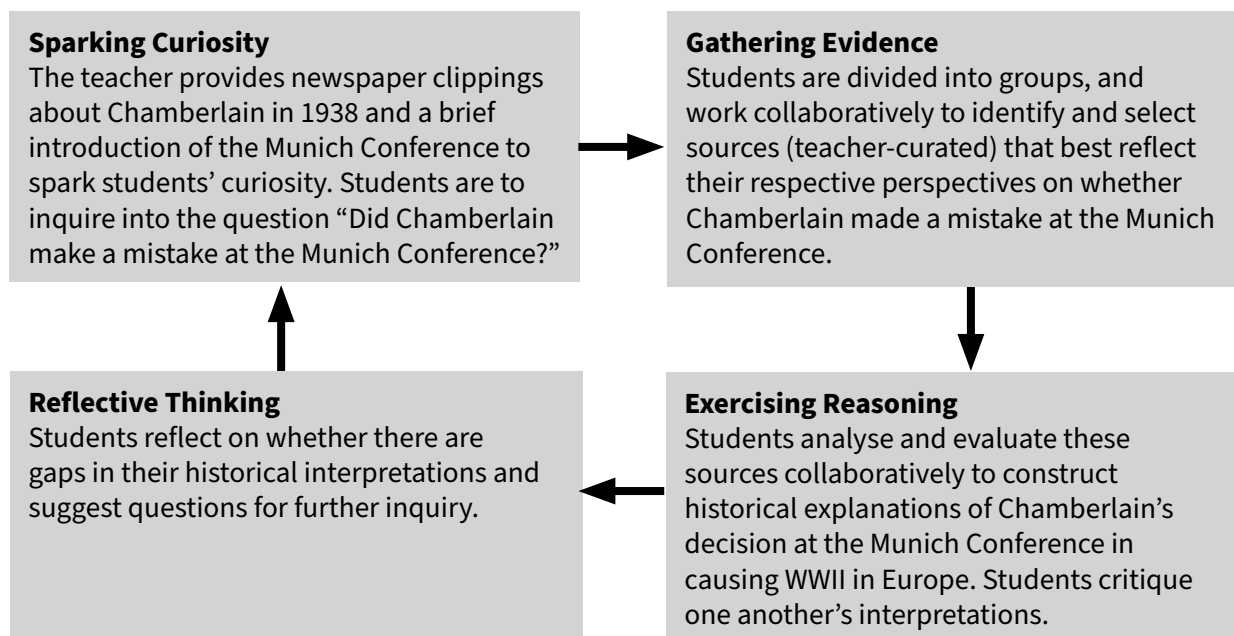 Sparking Curiosity
The teacher provides newspaper clippings
about Chamberlain in 1938 and a brief
introduction of the Munich Conference to
spark students’ curiosity. Students are to
inquire into the question “Did Chamberlain
make a mistake at the Munich Conference?”
Gathering Evidence
Students are divided into groups, and
work collaboratively to identify and select
sources (teacher-curated) that best reflect
their respective perspectives on whether
Chamberlain made a mistake at the Munich
Conference.
Exercising Reasoning
Students analyse and evaluate these
sources collaboratively to construct
historical explanations of Chamberlain’s
decision at the Munich Conference in
causing WWII in Europe. Students critique
one another’s interpretations.
Reflective Thinking
Students reflect on whether there are
gaps in their historical interpretations and
suggest questions for further inquiry.